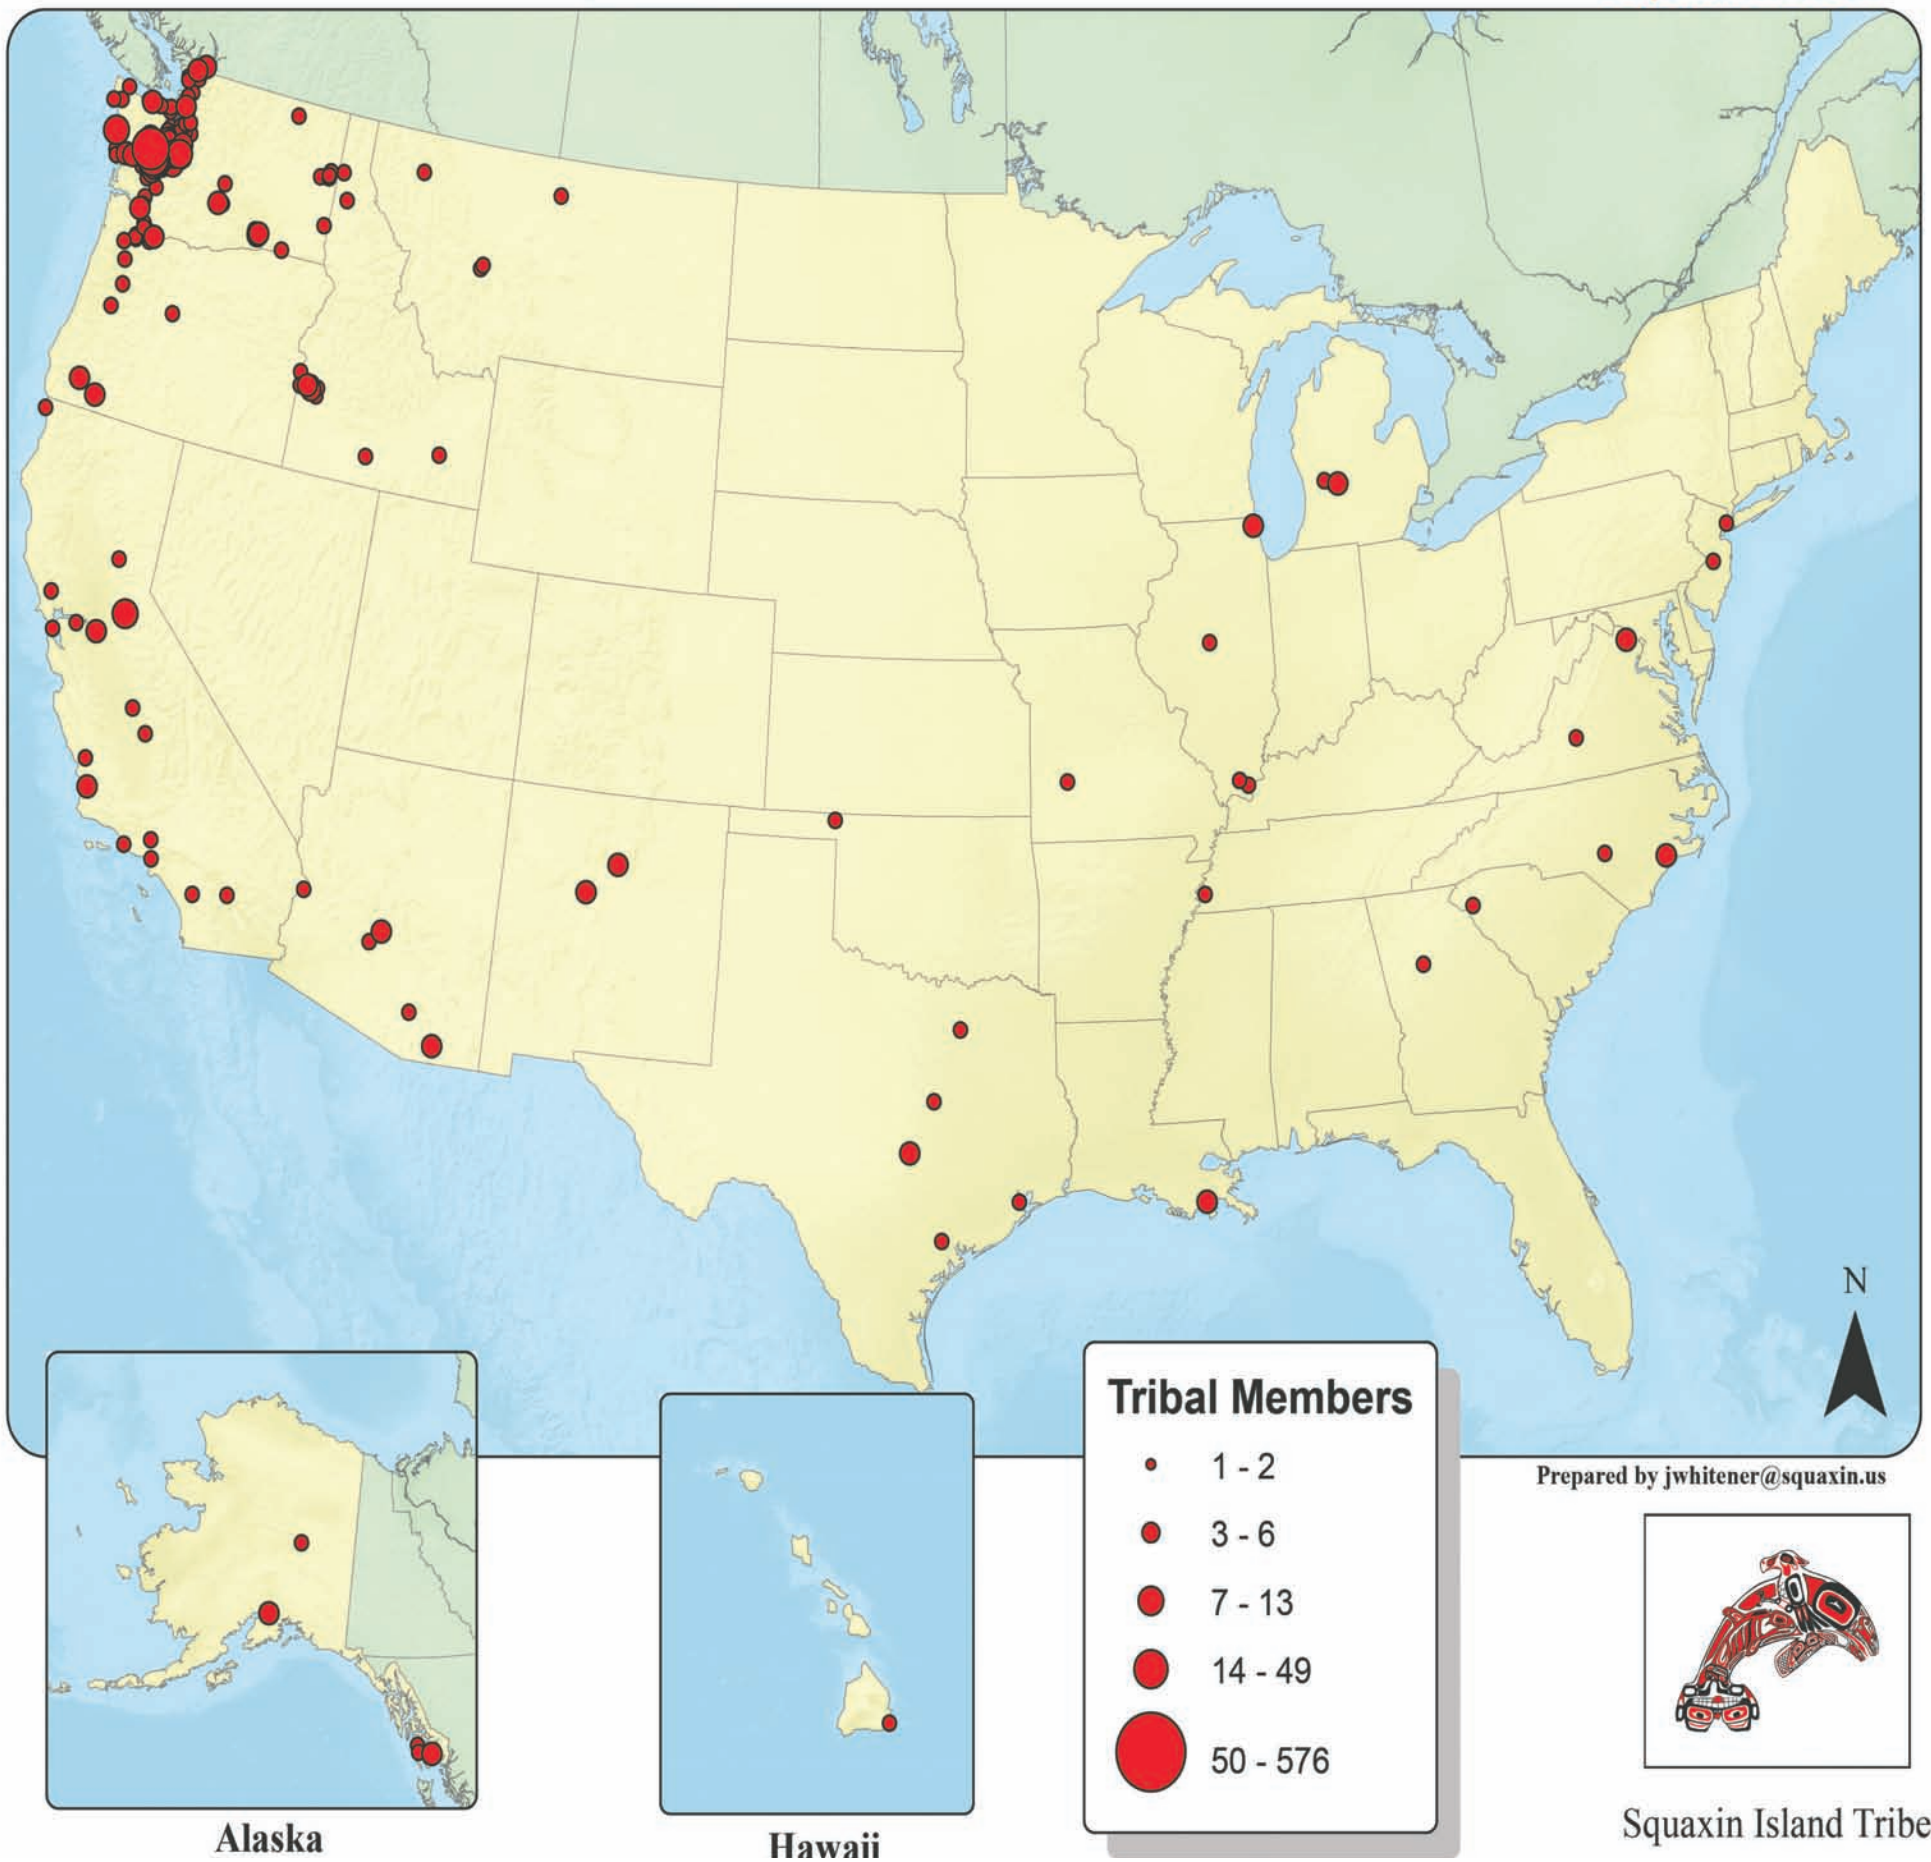 N
Tribal Members
1 - 2
3 - 6
7 - 13
14 - 49
50 - 576
Prepared by jwhitener@squaxin.us
Squaxin Island Tribe
Alaska
Hawaii